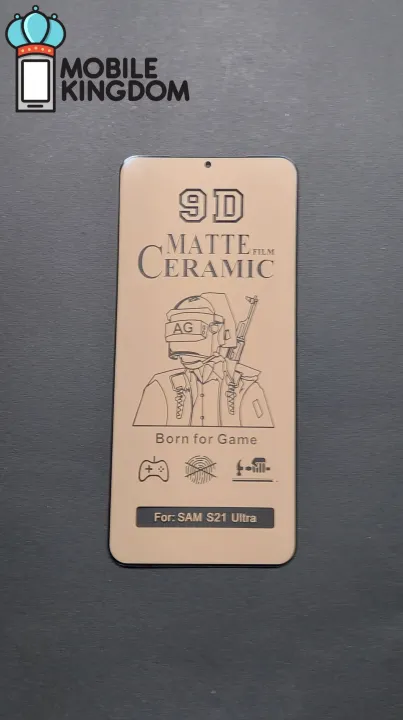 MOBILE
KINGDOM
9D
MATTE FILM
CERAMIC
AG
Born for Game
For: SAM S21 Ultra